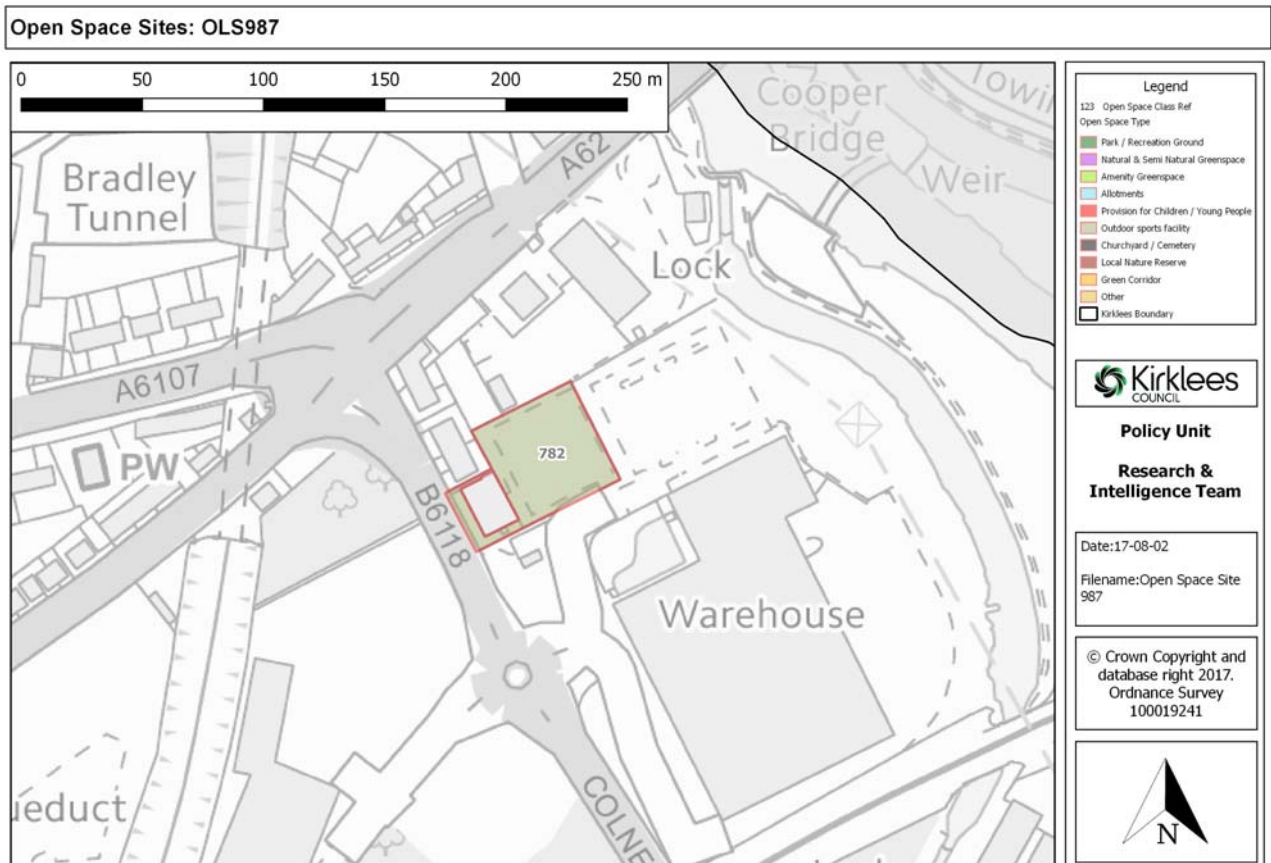 Open Space Sites: OLS987
0 50 100 150 200 250 m
Cooper
Bridge
Towin
Weir
A62
Bradley
Tunnel
Lock
A6107
782
PW
B6118
Warehouse
COLNE
ueduct
Legend
123 Open Space Class Ref
Open Space Type
Park / Recreation Ground
Natural & Semi Natural Greenspace
Amenity Greenspace
Allotments
Provision for Children / Young People
Outdoor sports facility
Churchyard / Cemetery
Local Nature Reserve
Green Corridor
Other
Kirklees Boundary
Kirklees
COUNCIL
Policy Unit
Research &
Intelligence Team
Date:17-08-02
Filename:Open Space Site
987
© Crown Copyright and
database right 2017.
Ordnance Survey
100019241
N